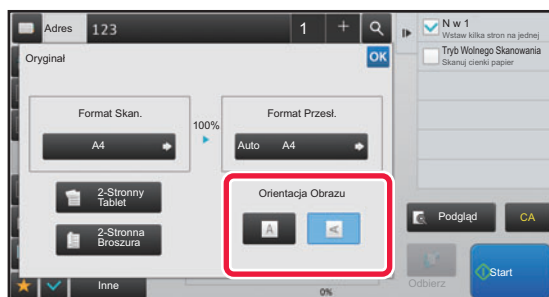 Adres 123 1 +
Oryginał
OK
Format Skan.
A4
100%
Format Przesł.
Auto A4
2-Stronny
Tablet
2-Stronna
Broszura
Orientacja Obrazu
A A
Inne
0%
N w 1
Wstaw kilka stron na jednej
Tryb Wolnego Skanowania
Skanuj cienki papier
Podgląd
CA
Odbierz
Start